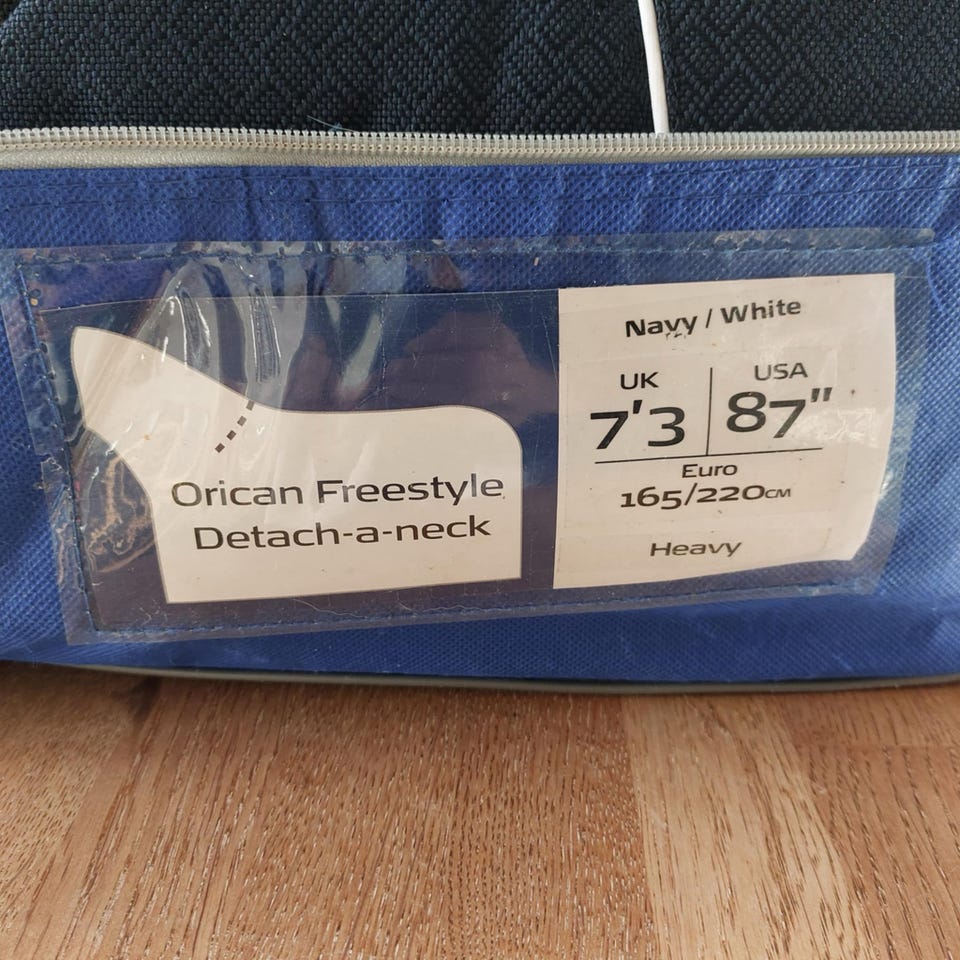 Orican Freestyle
Detach-a-neck
Navy / White
UK
7'3
USA
87"
Euro
165/220CM
Heavy